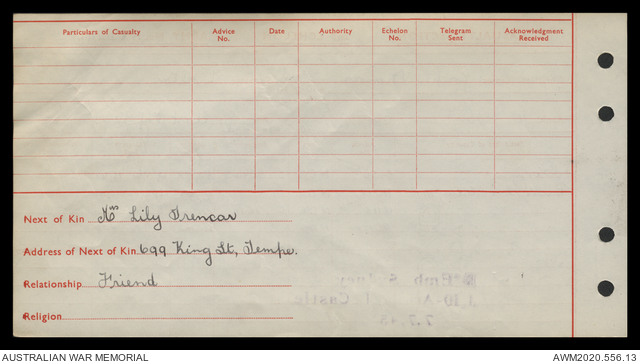 Particulars of Casualty Advice No. Date Authority Echelon No. Telegram Sent Acknowledgment Received
Next of Kin Mrs Lily Trencar
Address of Next of Kin 699 King St, Tempe.
Relationship Friend
Religion
AUSTRALIAN WAR MEMORIAL AWM2020.556.13